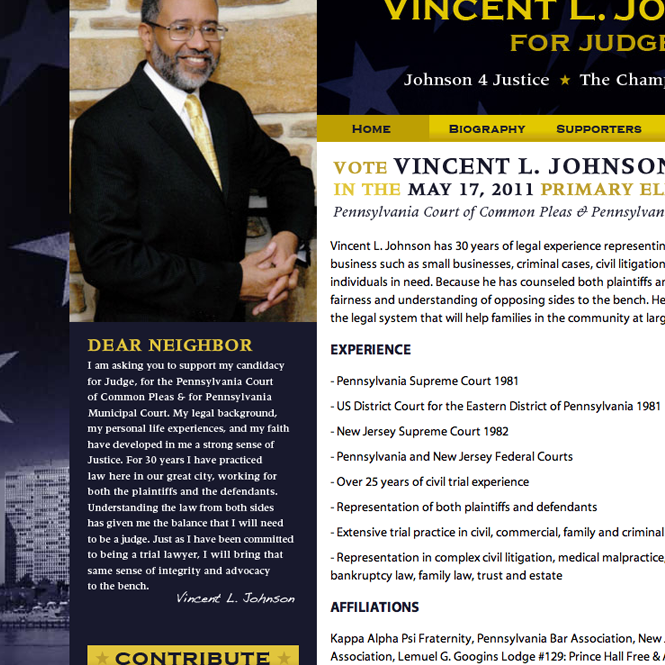 VINCENT L. JO
FOR JUDGE
Johnson 4 Justice ★ The Champ
HOME BIOGRAPHY SUPPORTERS
VOTE VINCENT L. JOHNSON
IN THE MAY 17, 2011 PRIMARY EL
Pennsylvania Court of Common Pleas & Pennsylvan
Vincent L. Johnson has 30 years of legal experience representin
business such as small businesses, criminal cases, civil litigation
individuals in need. Because he has counseled both plaintiffs an
fairness and understanding of opposing sides to the bench. He
the legal system that will help families in the community at larg
EXPERIENCE
- Pennsylvania Supreme Court 1981
- US District Court for the Eastern District of Pennsylvania 1981
- New Jersey Supreme Court 1982
- Pennsylvania and New Jersey Federal Courts
- Over 25 years of civil trial experience
- Representation of both plaintiffs and defendants
- Extensive trial practice in civil, commercial, family and criminal
- Representation in complex civil litigation, medical malpractice,
bankruptcy law, family law, trust and estate
AFFILIATIONS
Kappa Alpha Psi Fraternity, Pennsylvania Bar Association, New
Association, Lemuel G. Googins Lodge #129: Prince Hall Free &
DEAR NEIGHBOR
I am asking you to support my candidacy
for Judge, for the Pennsylvania Court
of Common Pleas & for Pennsylvania
Municipal Court. My legal background,
my personal life experiences, and my faith
have developed in me a strong sense of
Justice. For 30 years I have practiced
law here in our great city, working for
both the plaintiffs and the defendants.
Understanding the law from both sides
has given me the balance that I will need
to be a judge. Just as I have been committed
to being a trial lawyer, I will bring that
same sense of integrity and advocacy
to the bench.
Vincent L. Johnson
★ CONTRIBUTE ★